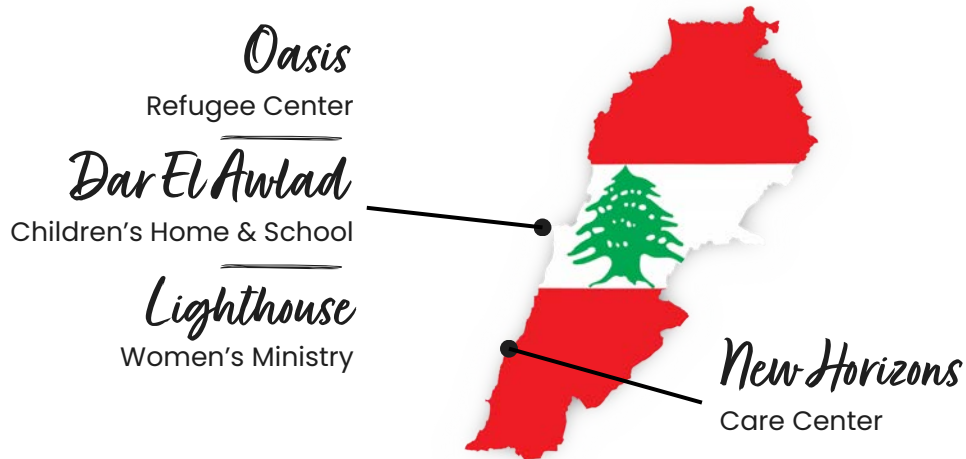 Oasis
Refugee Center
Dar El Awlad
Children's Home & School
Lighthouse
Women's Ministry
New Horizons
Care Center